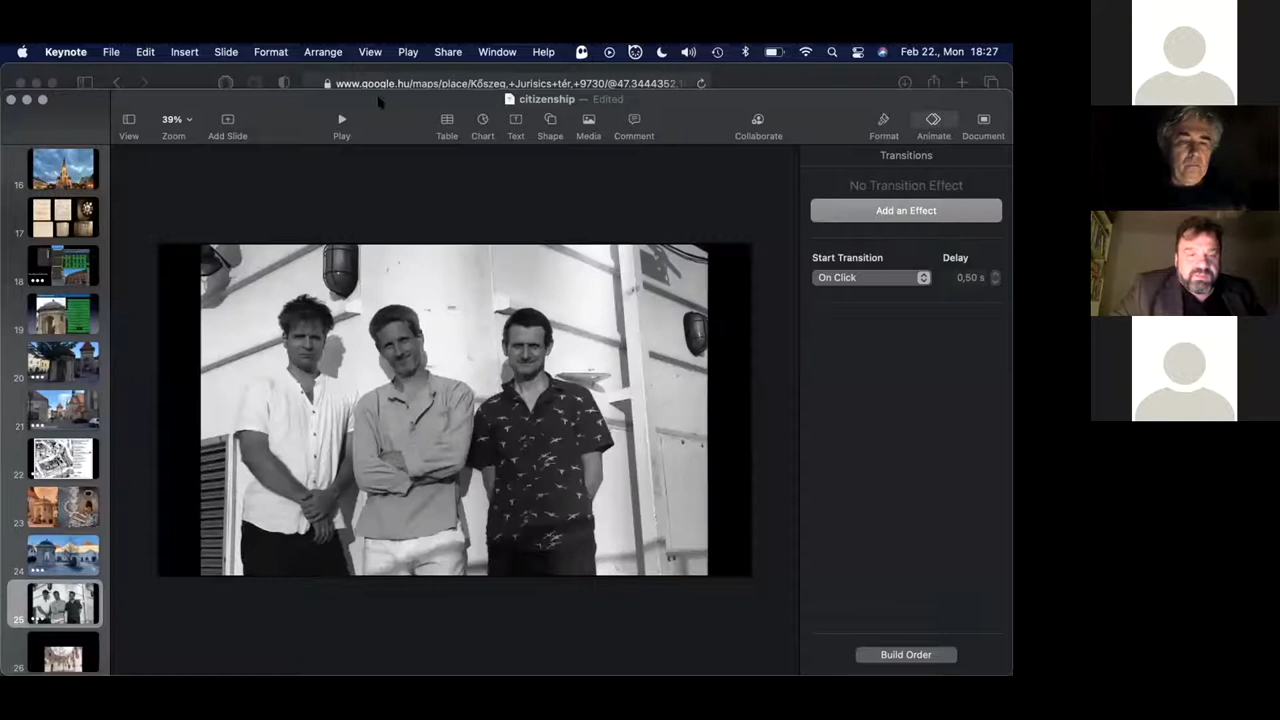 Keynote File Edit Insert Slide Format Arrange View Play Share Window Help Feb 22., Mon 18:27
www.google.hu/maps/place/Kőszeg,+Jurisics+tér,+9730/@47.3444352,1
citizenship — Edited
39%
View Zoom Add Slide Play Table Chart Text Shape Media Comment Collaborate Format Animate Document
Transitions
No Transition Effect
Add an Effect
Start Transition Delay
On Click 0,50 s
16
17
18
19
20
21
22
23
24
25
26
Build Order